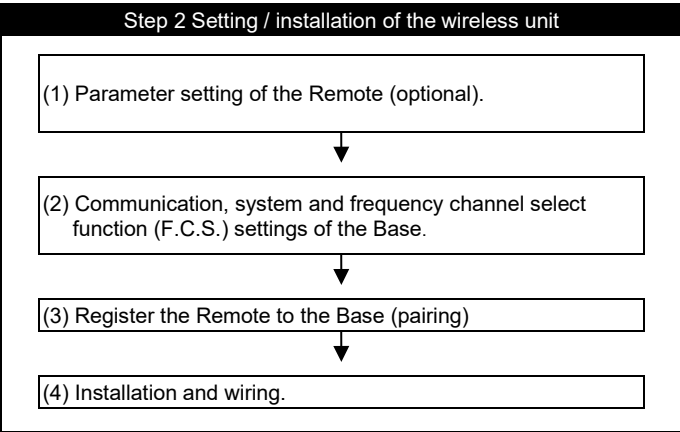 Step 2 Setting / installation of the wireless unit
(1) Parameter setting of the Remote (optional).
(2) Communication, system and frequency channel select
function (F.C.S.) settings of the Base.
(3) Register the Remote to the Base (pairing)
(4) Installation and wiring.